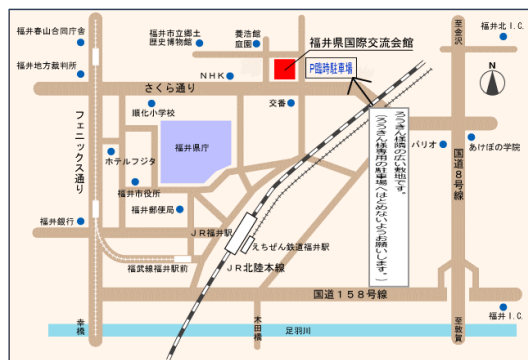 福井春山合同庁舎
福井市立郷土
歴史博物館
養浩館
庭園
福井県国際交流会館
至金沢
福井北I.C.
福井地方裁判所
NHK
P臨時駐車場
N
さくら通り
順化小学校
交番
フェニックス通り
福井県庁
ろうきん様隣の広い敷地です。
(ろうきん様専用の駐車場へはとめないようお願いします。)
パリオ
あけぼの学院
国道8号線
ホテルフジタ
福井市役所
福井郵便局
福井銀行
JR福井駅
えちぜん鉄道福井駅
福武線福井駅前
JR北陸本線
国道158号線
福井I.C.
幸橋
木田橋
足羽川
至敦賀